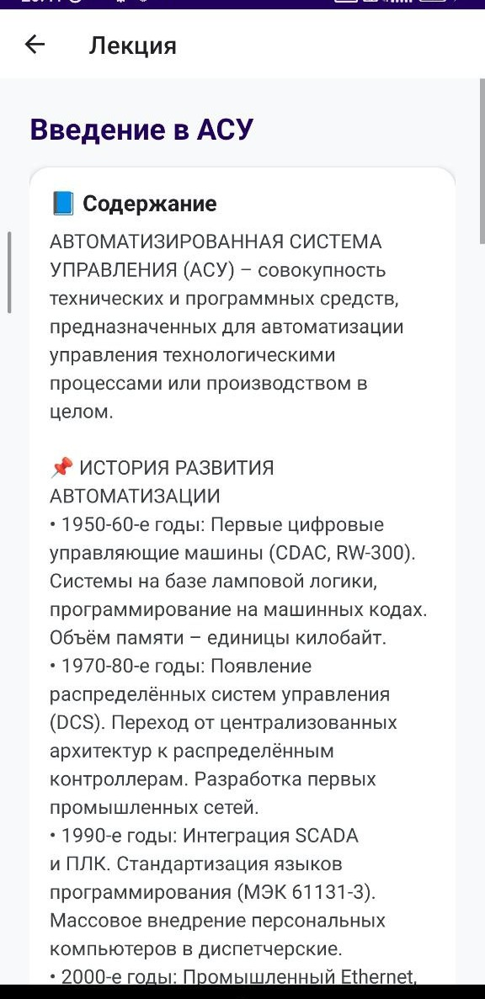 Лекция
Введение в АСУ
📘 Содержание
АВТОМАТИЗИРОВАННАЯ СИСТЕМА
УПРАВЛЕНИЯ (АСУ) – совокупность
технических и программных средств,
предназначенных для автоматизации
управления технологическими
процессами или производством в
целом.
📌 ИСТОРИЯ РАЗВИТИЯ
АВТОМАТИЗАЦИИ
• 1950-60-е годы: Первые цифровые
управляющие машины (CDAC, RW-300).
Системы на базе ламповой логики,
программирование на машинных кодах.
Объём памяти – единицы килобайт.
• 1970-80-е годы: Появление
распределённых систем управления
(DCS). Переход от централизованных
архитектур к распределённым
контроллерам. Разработка первых
промышленных сетей.
• 1990-е годы: Интеграция SCADA
и ПЛК. Стандартизация языков
программирования (МЭК 61131-3).
Массовое внедрение персональных
компьютеров в диспетчерские.
• 2000-е годы: Промышленный Ethernet,